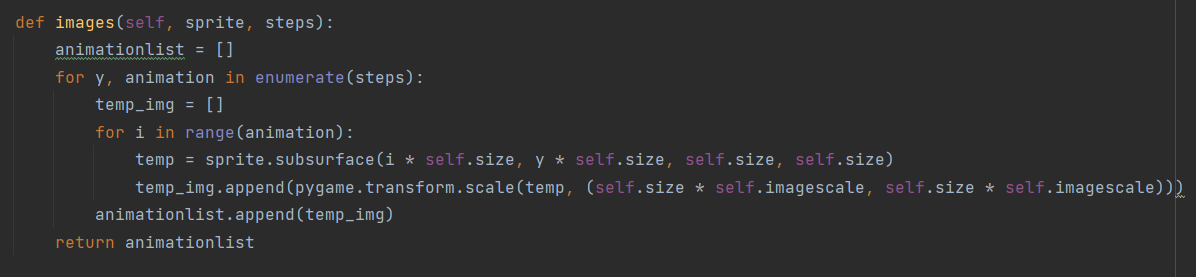 def images(self, sprite, steps):
    animationlist = []
    for y, animation in enumerate(steps):
        temp_img = []
        for i in range(animation):
            temp = sprite.subsurface(i * self.size, y * self.size, self.size, self.size)
            temp_img.append(pygame.transform.scale(temp, (self.size * self.imagescale, self.size * self.imagescale)))
        animationlist.append(temp_img)
    return animationlist